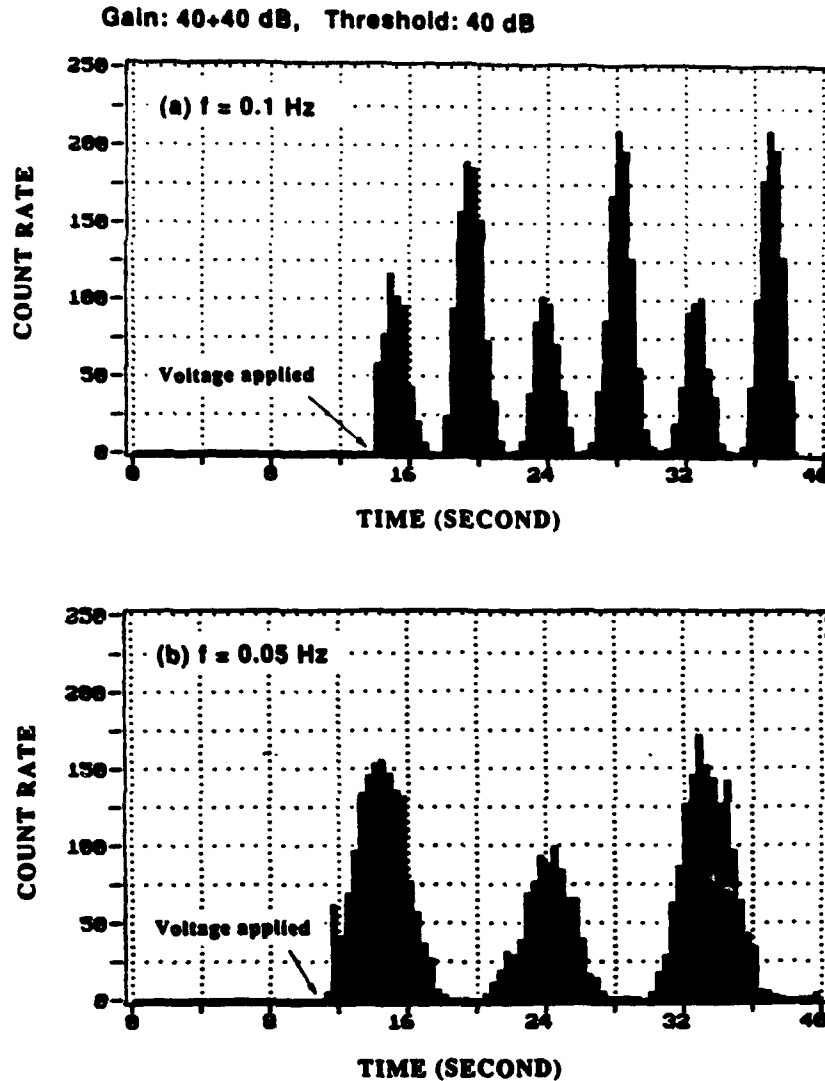 Gain: 40+40 dB, Threshold: 40 dB
250
(a) f = 0.1 Hz
200
150
COUNT RATE
100
Voltage applied
50
0
0 8 16 24 32 40
TIME (SECOND)
250
(b) f = 0.05 Hz
200
150
COUNT RATE
100
Voltage applied
50
0
0 8 16 24 32 40
TIME (SECOND)